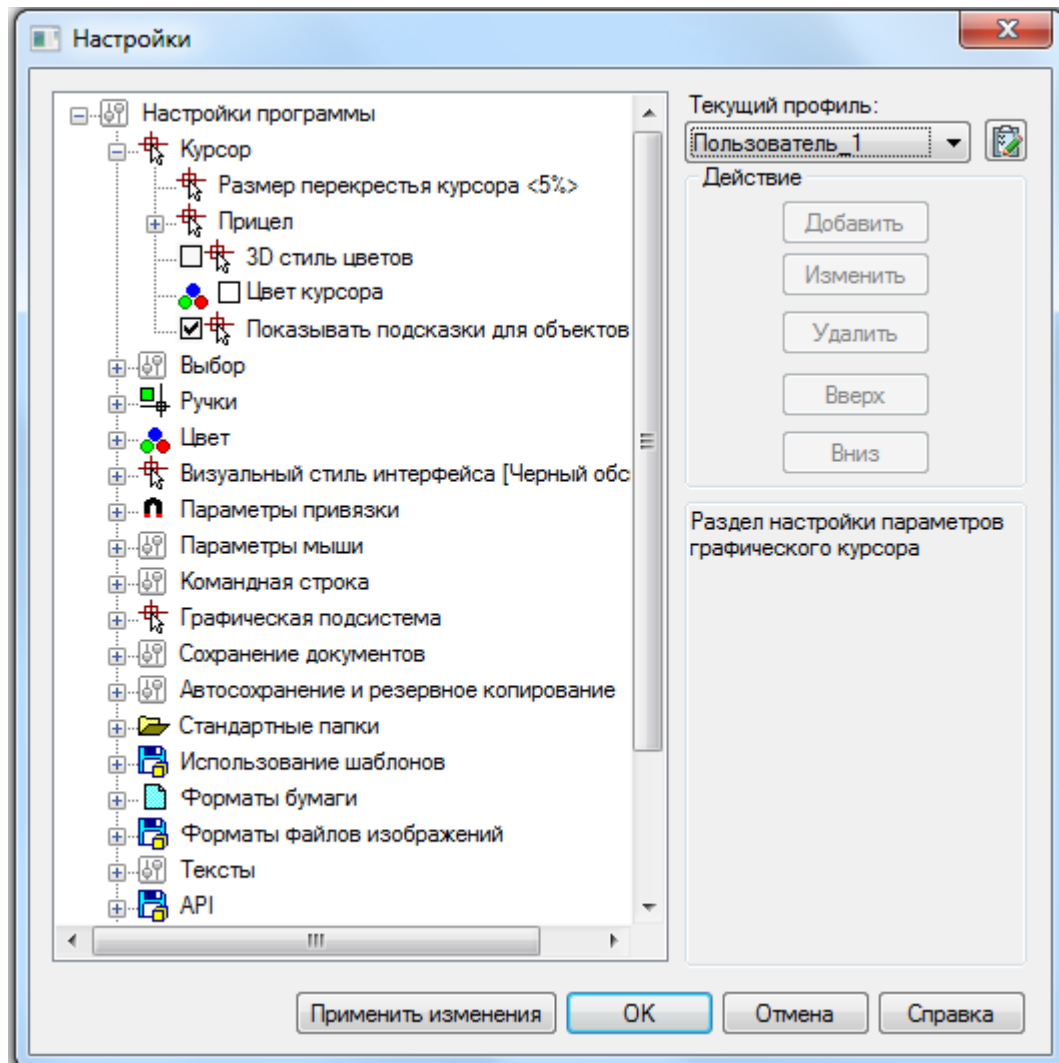 Настройки
Настройки программы
Курсор
Размер перекрестья курсора <5%>
Прицел
3D стиль цветов
Цвет курсора
Показывать подсказки для объектов
Выбор
Ручки
Цвет
Визуальный стиль интерфейса [Черный обс
Параметры привязки
Параметры мыши
Командная строка
Графическая подсистема
Сохранение документов
Автосохранение и резервное копирование
Стандартные папки
Использование шаблонов
Форматы бумаги
Форматы файлов изображений
Тексты
API
Текущий профиль:
Пользователь_1
Действие
Добавить
Изменить
Удалить
Вверх
Вниз
Раздел настройки параметров
графического курсора
Применить изменения
OK
Отмена
Справка